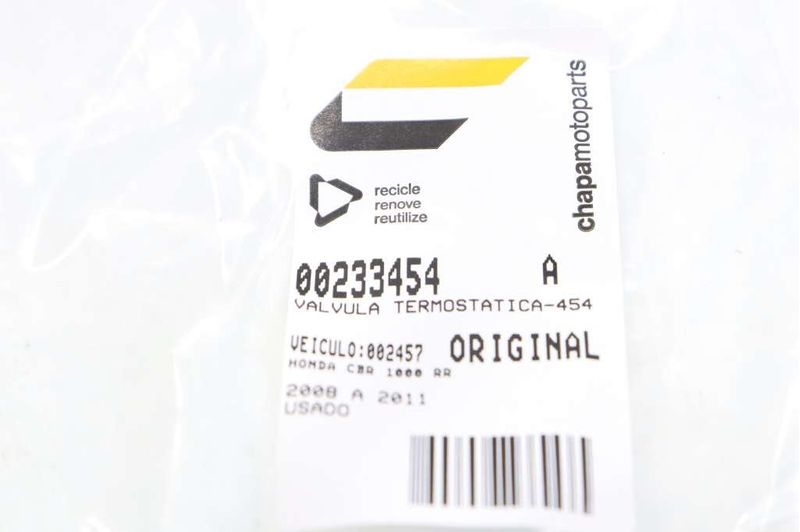 chapamotoparts
recicle
renove
reutilize
00233454 A
VALVULA TERMOSTATICA-454
VEICULO:002457 ORIGINAL
HONDA CBR 1000 RR
2008 A 2011
USADO